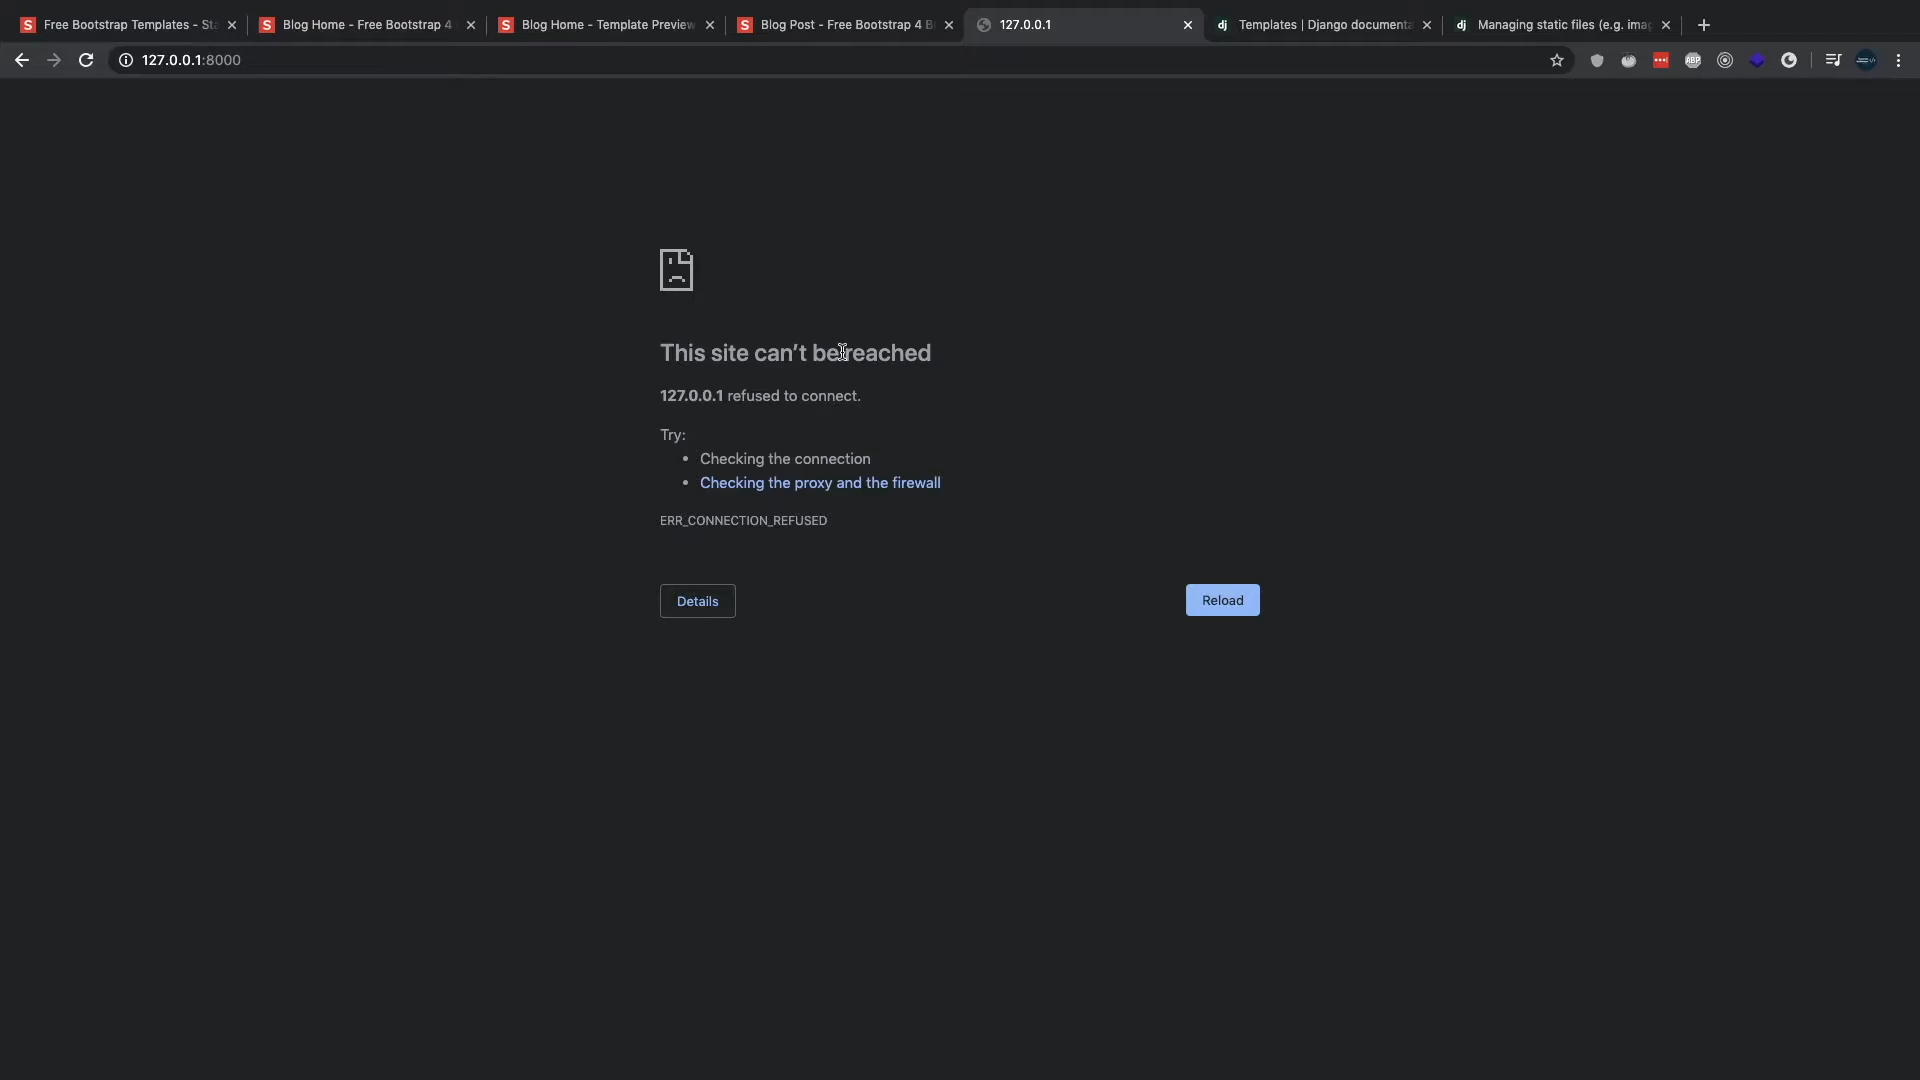 Free Bootstrap Templates - Sta
Blog Home - Free Bootstrap 4
Blog Home - Template Preview
Blog Post - Free Bootstrap 4 B
127.0.0.1
Templates | Django documenta
Managing static files (e.g. imag
127.0.0.1:8000
ABP
This site can’t be reached
127.0.0.1 refused to connect.
Try:
• Checking the connection
• Checking the proxy and the firewall
ERR_CONNECTION_REFUSED
Details
Reload